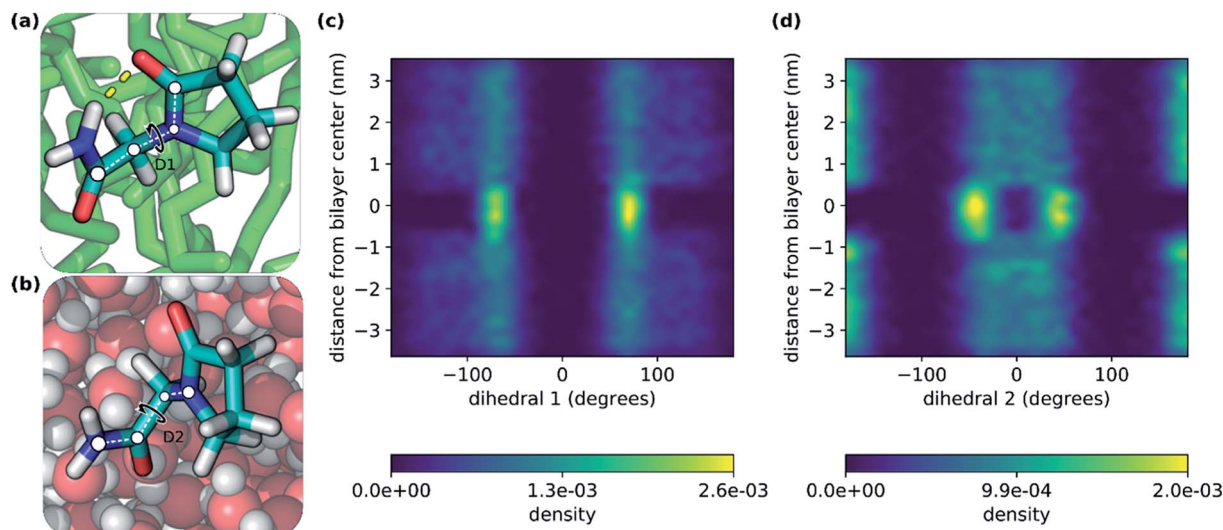 (a)
D1
(b)
D2
(c)
distance from bilayer center (nm)
3
2
1
0
−1
−2
−3
−100
0
100
dihedral 1 (degrees)
0.0e+00
1.3e-03
2.6e-03
density
(d)
distance from bilayer center (nm)
3
2
1
0
−1
−2
−3
−100
0
100
dihedral 2 (degrees)
0.0e+00
9.9e-04
2.0e-03
density